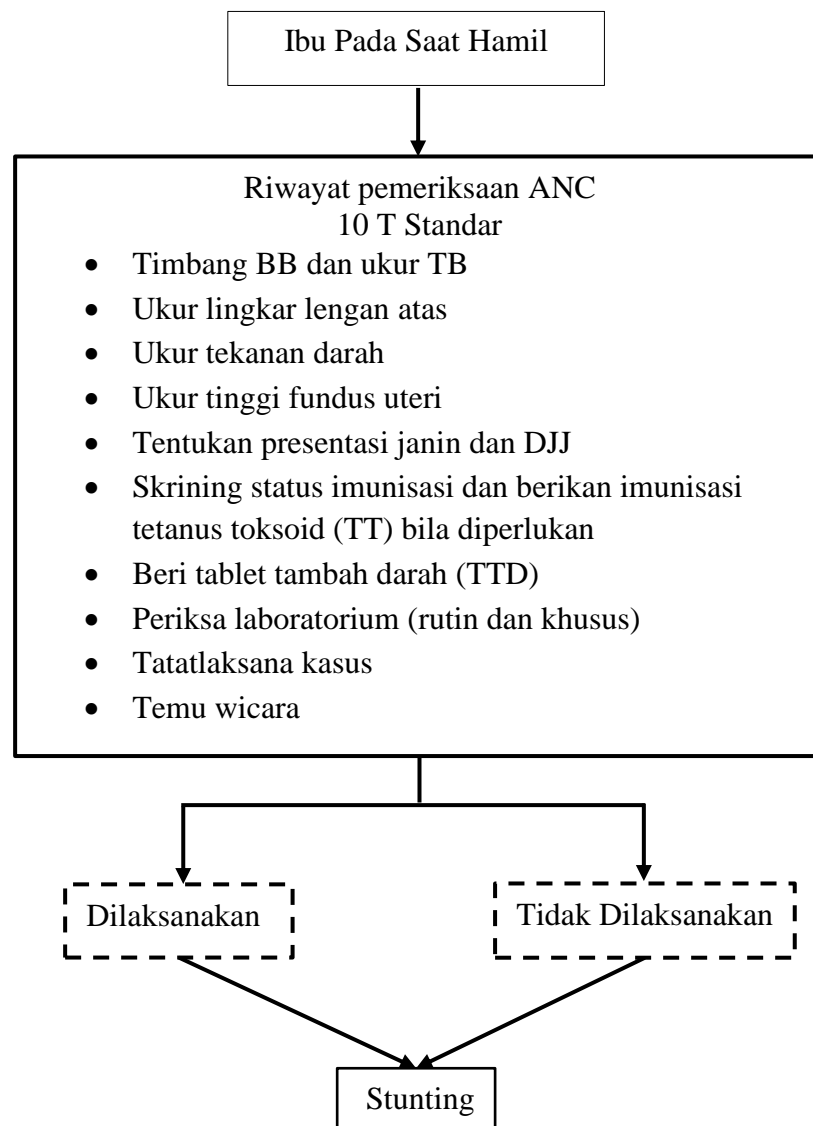 Ibu Pada Saat Hamil
Riwayat pemeriksaan ANC
10 T Standar
• Timbang BB dan ukur TB
• Ukur lingkar lengan atas
• Ukur tekanan darah
• Ukur tinggi fundus uteri
• Tentukan presentasi janin dan DJJ
• Skrining status imunisasi dan berikan imunisasi
tetanus toksoid (TT) bila diperlukan
• Beri tablet tambah darah (TTD)
• Periksa laboratorium (rutin dan khusus)
• Tatatlaksana kasus
• Temu wicara
Dilaksanakan
Tidak Dilaksanakan
Stunting